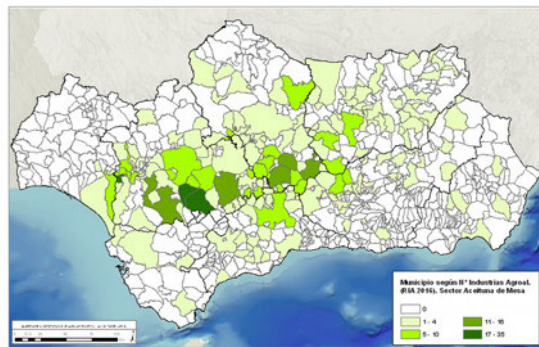 Municipio según Nº Industrias Agroal.
(RIA 2016). Sector Aceituna de Mesa
0
1 - 4
5 - 10
11 - 16
17 - 35